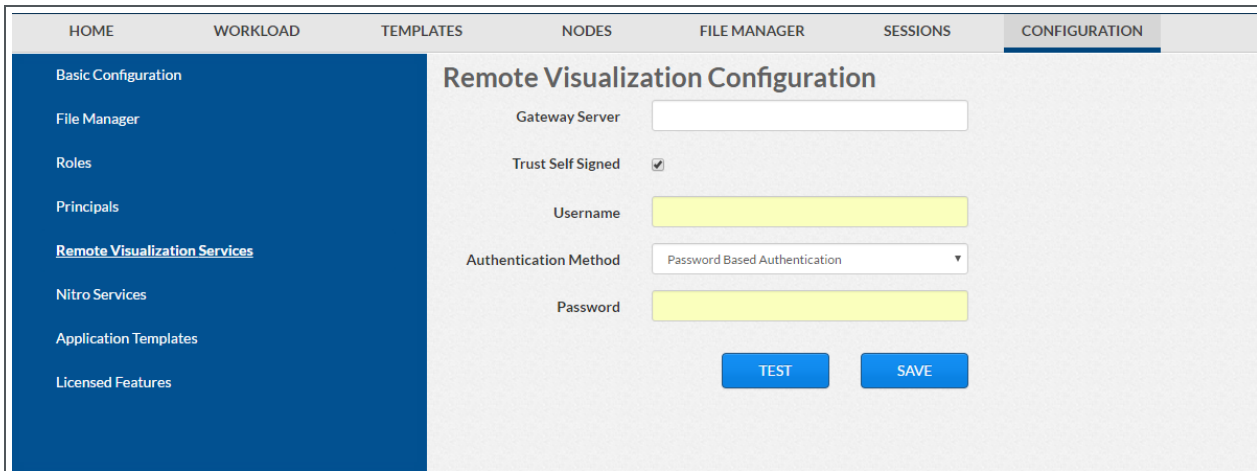 HOME WORKLOAD TEMPLATES NODES FILE MANAGER SESSIONS CONFIGURATION
Basic Configuration
File Manager
Roles
Principals
Remote Visualization Services
Nitro Services
Application Templates
Licensed Features
Remote Visualization Configuration
Gateway Server
Trust Self Signed
Username
Authentication Method Password Based Authentication
Password
TEST SAVE